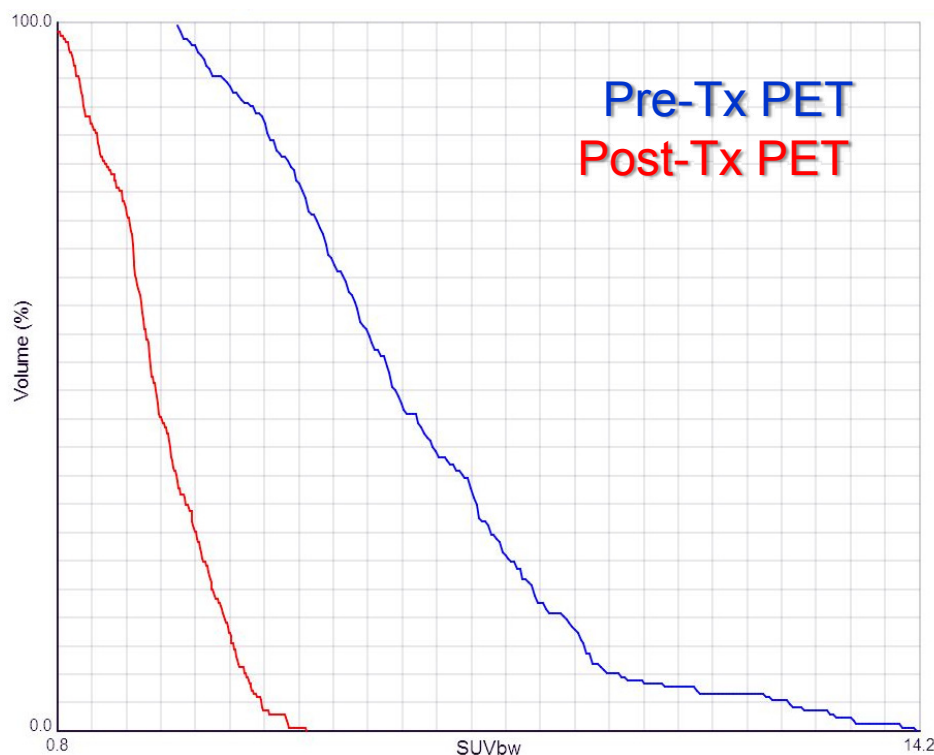 100.0
Pre-Tx PET
Post-Tx PET
Volume (%)
0.0
0.8
SUVbw
14.2